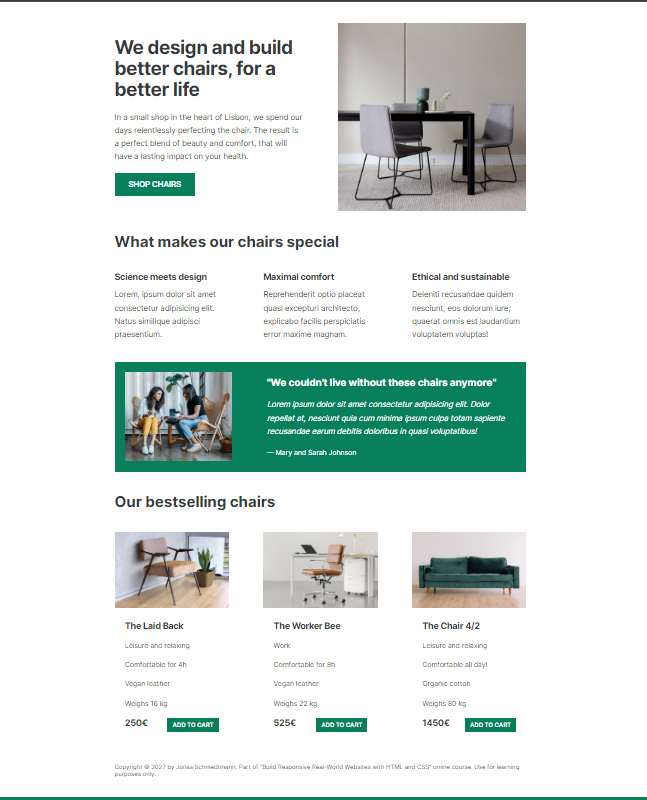 We design and build
better chairs, for a
better life
In a small shop in the heart of Lisbon, we spend our
days relentlessly perfecting the chair. The result is
a perfect blend of beauty and comfort, that will
have a lasting impact on your health.
SHOP CHAIRS
What makes our chairs special
Science meets design
Lorem, ipsum dolor sit amet
consectetur adipisicing elit.
Natus similique adipisci
praesentium.
Maximal comfort
Reprehenderit optio placeat
quasi excepturi architecto,
explicabo facilis perspiciatis
error maxime magnam.
Ethical and sustainable
Deleniti recusandae quidem
nesciunt, eos dolorum iure,
quaerat omnis est laudantium
voluptatem voluptas!
"We couldn't live without these chairs anymore"
Lorem ipsum dolor sit amet consectetur adipisicing elit. Dolor
repellat at, nesciunt quia cum minima ipsum culpa totam sapiente
recusandae earum debitis doloribus in quasi voluptatibus!
— Mary and Sarah Johnson
Our bestselling chairs
The Laid Back
Leisure and relaxing
Comfortable for 4h
Vegan leather
Weighs 16 kg
250€ ADD TO CART
The Worker Bee
Work
Comfortable for 8h
Vegan leather
Weighs 22 kg
525€ ADD TO CART
The Chair 4/2
Leisure and relaxing
Comfortable all day!
Organic cotton
Weighs 80 kg
1450€ ADD TO CART
Copyright © 2027 by Jonas Schmedtmann. Part of "Build Responsive Real-World Websites with HTML and CSS" online course. Use for learning
purposes only.